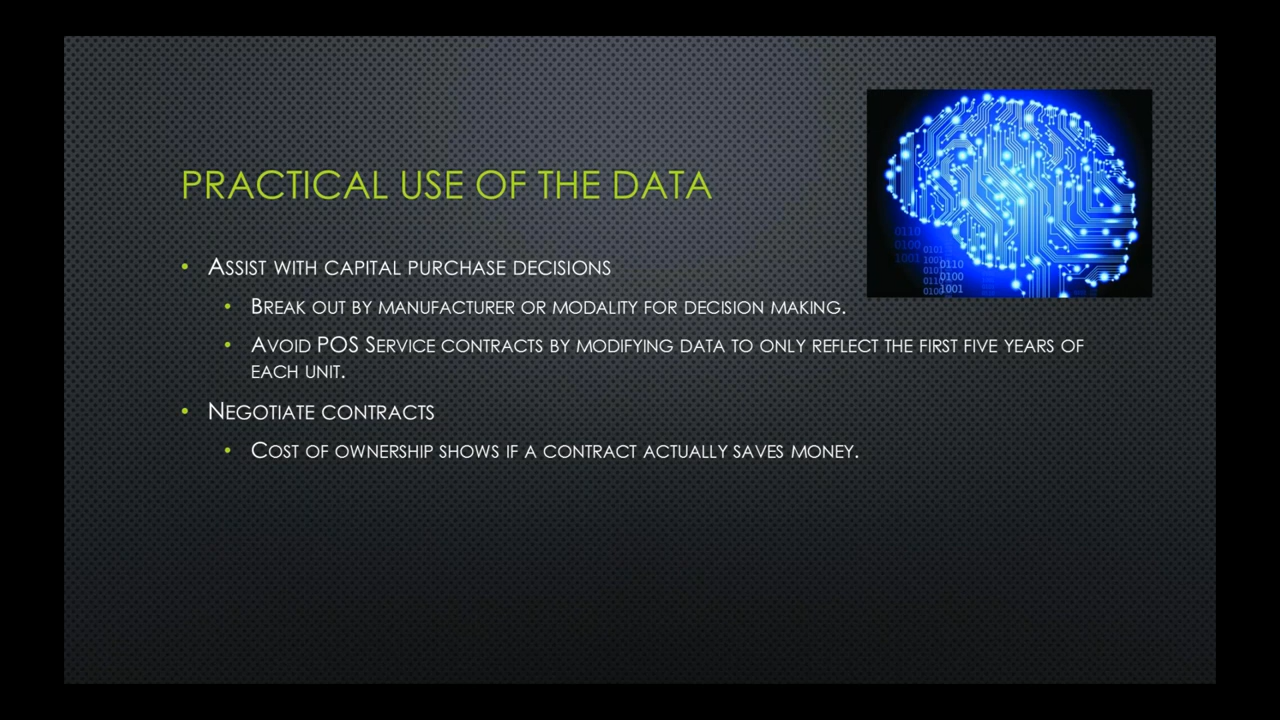 PRACTICAL USE OF THE DATA
• ASSIST WITH CAPITAL PURCHASE DECISIONS
• BREAK OUT BY MANUFACTURER OR MODALITY FOR DECISION MAKING.
• AVOID POS SERVICE CONTRACTS BY MODIFYING DATA TO ONLY REFLECT THE FIRST FIVE YEARS OF
EACH UNIT.
• NEGOTIATE CONTRACTS
• COST OF OWNERSHIP SHOWS IF A CONTRACT ACTUALLY SAVES MONEY.